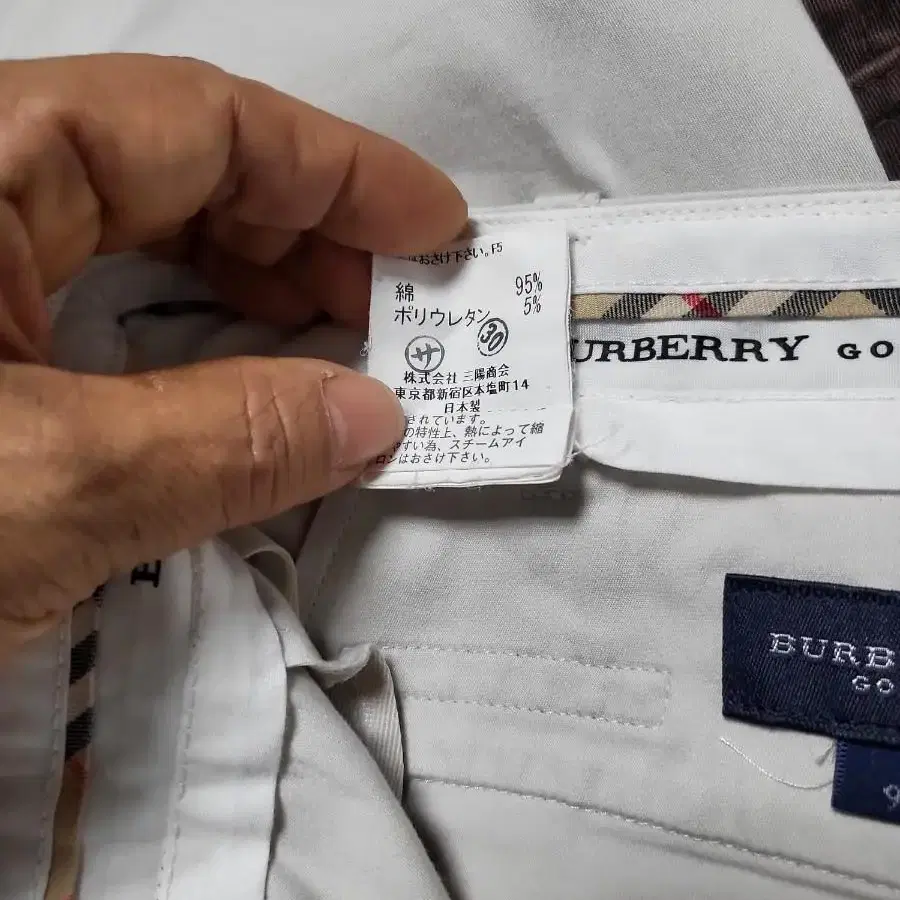 はおさけ下さい。F5
綿 95%
ポリウレタン 5%
サ 30
株式会社 三陽商会
東京都新宿区本塩町14
日本製
されています。
の特性上、熱によって縮
やすい為、スチームアイ
ロンはおさけ下さい。
URBERRY GO
BURB
GO
9